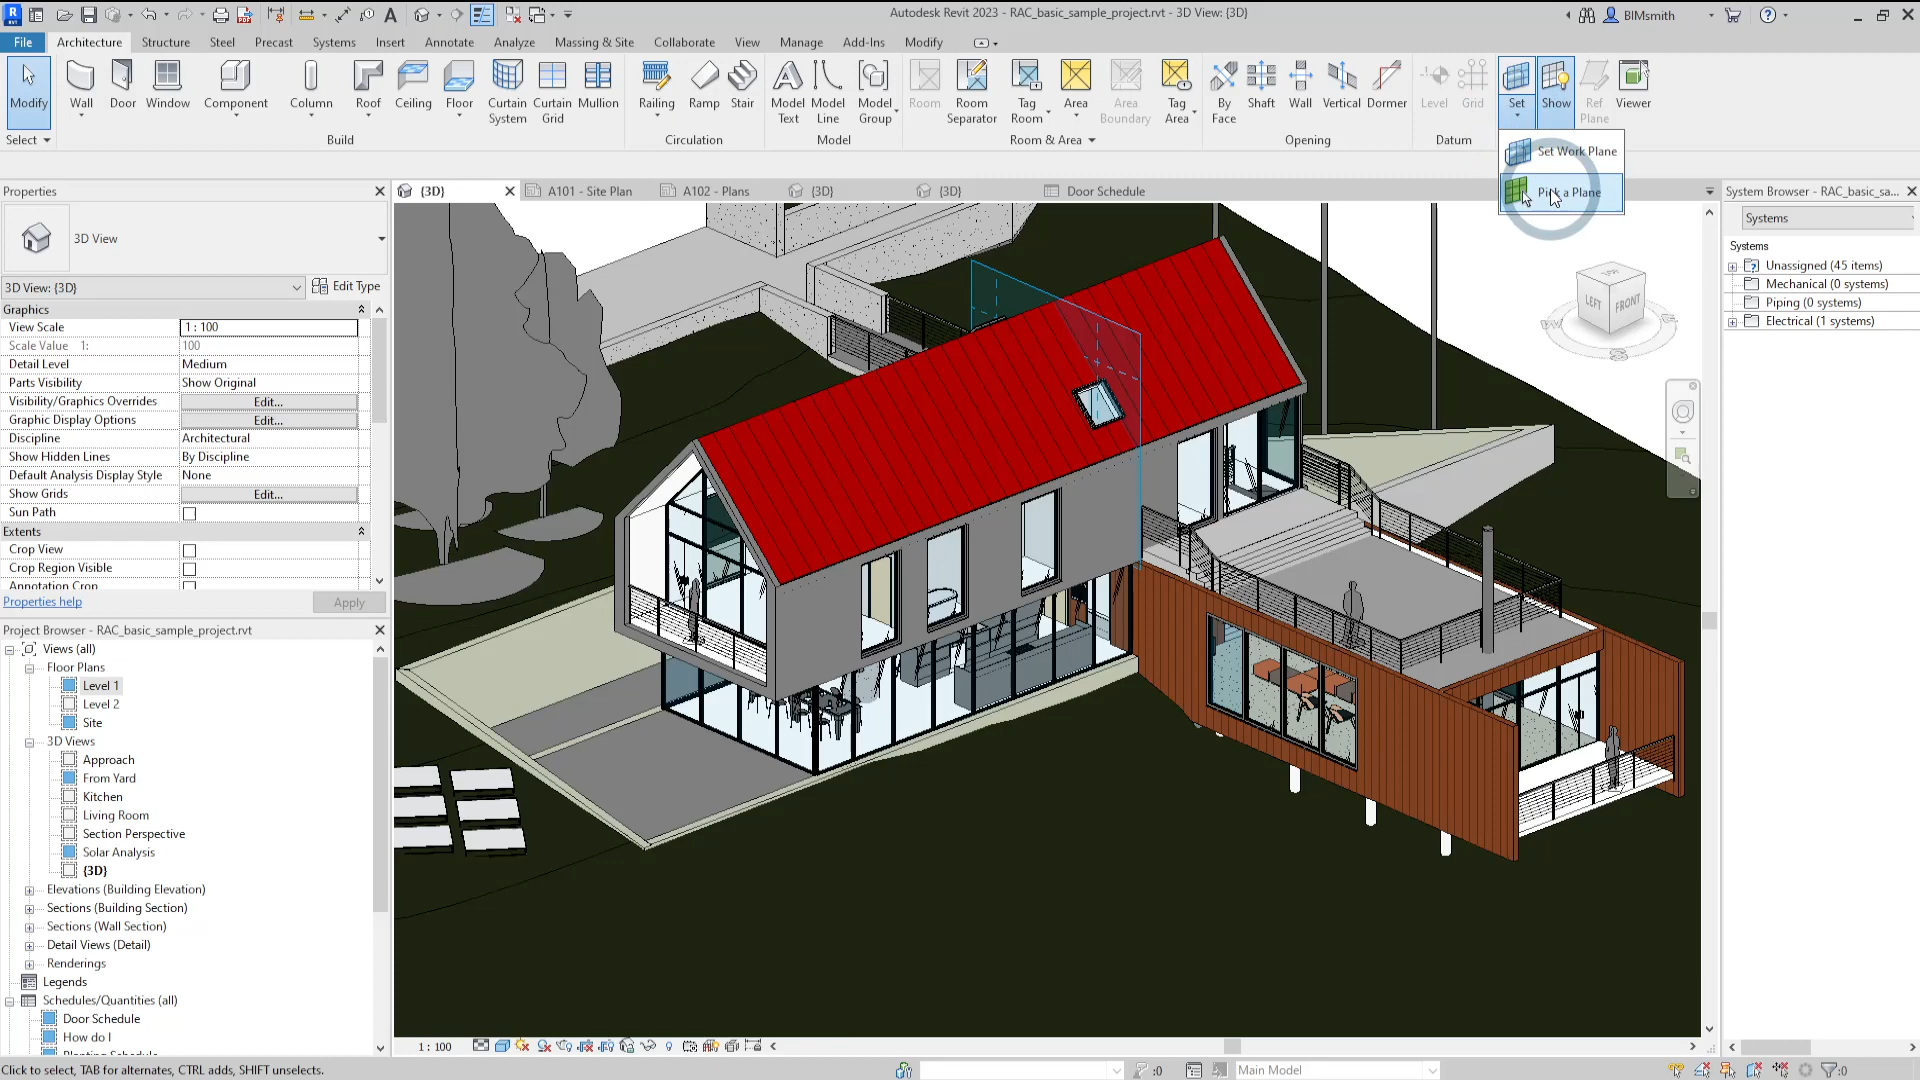 Autodesk Revit 2023 - RAC_basic_sample_project.rvt - 3D View: {3D}
BIMsmith
File
Architecture
Structure
Steel
Precast
Systems
Insert
Annotate
Analyze
Massing & Site
Collaborate
View
Manage
Add-Ins
Modify
Modify
Wall
Door
Window
Component
Column
Roof
Ceiling
Floor
Curtain System
Curtain Grid
Mullion
Railing
Ramp
Stair
Model Text
Model Line
Model Group
Room
Room Separator
Tag Room
Area
Area Boundary
Tag Area
By Face
Shaft
Wall
Vertical
Dormer
Level
Grid
Set
Show
Ref Plane
Viewer
Select
Build
Circulation
Model
Room & Area
Opening
Datum
Set Work Plane
Pick a Plane
Properties
{3D}
A101 - Site Plan
A102 - Plans
{3D}
{3D}
Door Schedule
System Browser - RAC_basic_sa...
3D View
3D View: {3D}
Edit Type
Graphics
View Scale 1 : 100
Scale Value 1: 100
Detail Level Medium
Parts Visibility Show Original
Visibility/Graphics Overrides Edit...
Graphic Display Options Edit...
Discipline Architectural
Show Hidden Lines By Discipline
Default Analysis Display Style None
Show Grids Edit...
Sun Path
Extents
Crop View
Crop Region Visible
Annotation Crop
Properties help
Apply
Systems
Systems
Unassigned (45 items)
Mechanical (0 systems)
Piping (0 systems)
Electrical (1 systems)
LEFT
FRONT
Project Browser - RAC_basic_sample_project.rvt
Views (all)
Floor Plans
Level 1
Level 2
Site
3D Views
Approach
From Yard
Kitchen
Living Room
Section Perspective
Solar Analysis
{3D}
Elevations (Building Elevation)
Sections (Building Section)
Sections (Wall Section)
Detail Views (Detail)
Renderings
Legends
Schedules/Quantities (all)
Door Schedule
How do I
Planting Schedule
1 : 100
Click to select, TAB for alternates, CTRL adds, SHIFT unselects.
:0
Main Model
:0